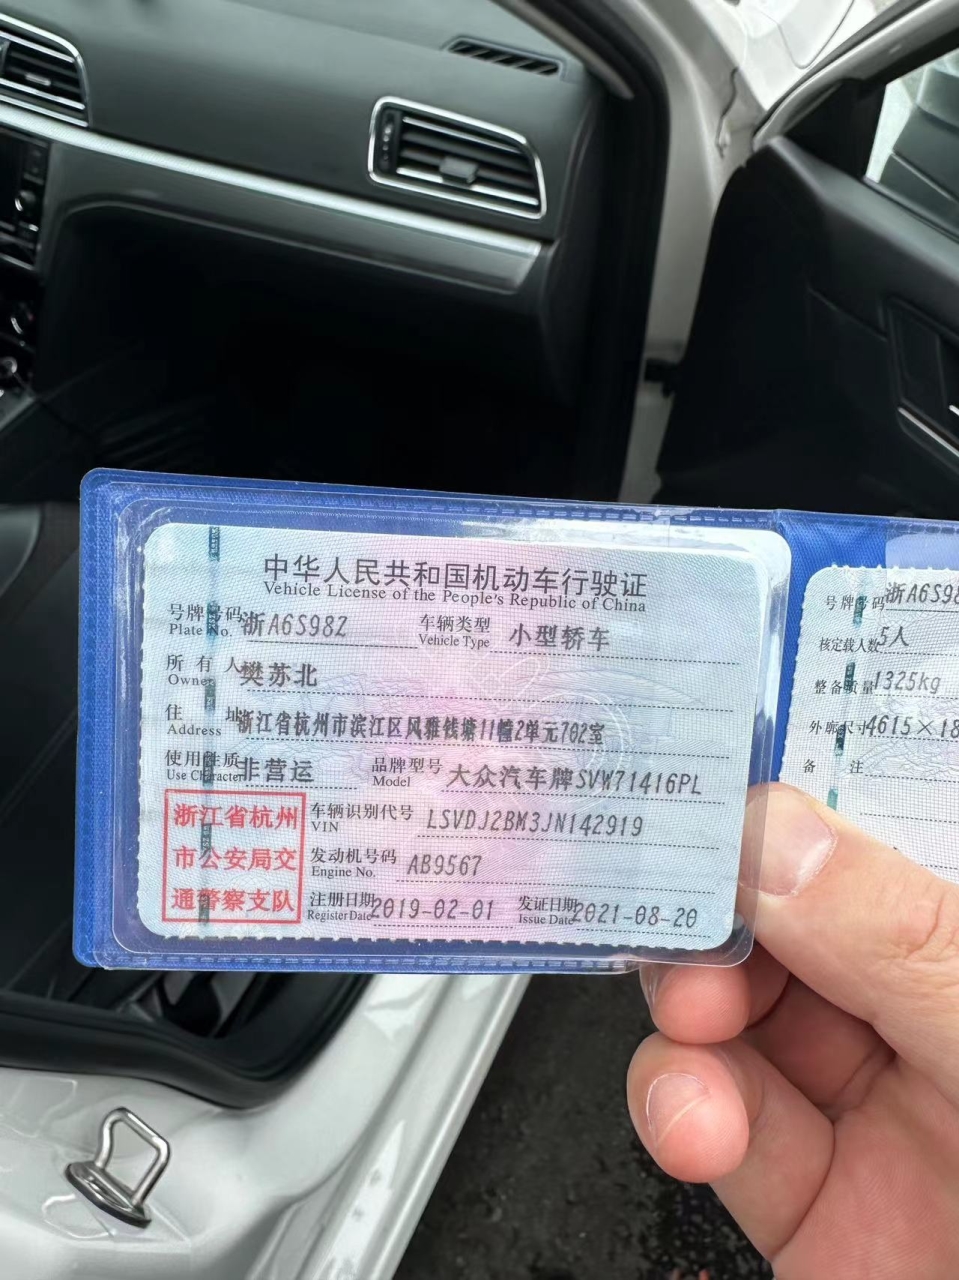 中华人民共和国机动车行驶证
Vehicle License of the People's Republic of China
号牌号码 浙A6S98Z 车辆类型 小型轿车
Plate No. Vehicle Type
所有人 樊苏北
Owner
住址 浙江省杭州市滨江区风雅钱塘11幢2单元702室
Address
使用性质 非营运 品牌型号 大众汽车牌SVW71416PL
Use Character Model
浙江省杭州
市公安局交
通警察支队
车辆识别代号 LSVDJ2BM3JN142919
VIN
发动机号码 AB9567
Engine No.
注册日期 2019-02-01 发证日期 2021-08-20
Register Date Issue Date
号牌号码 浙A6S98
核定载人数 5人
整备质量 1325kg
外廓尺寸 4615×18
备注